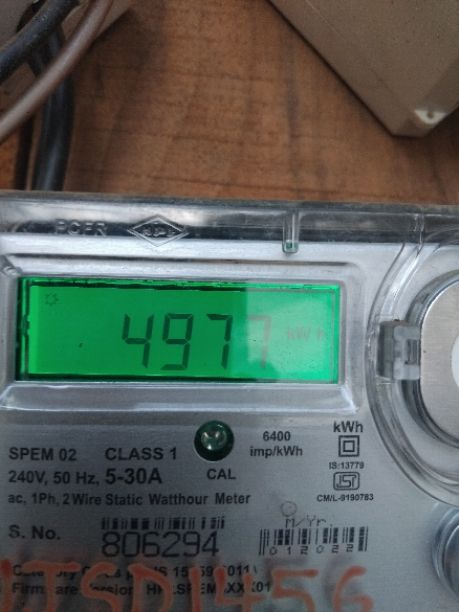 4977 kWh
6400
imp/kWh
kWh
SPEM 02 CLASS 1
240V, 50 Hz, 5-30A
CAL
ac, 1Ph, 2 Wire Static Watthour Meter
IS:13779
ISI
CM/L-9190783
M/Yr.
S. No.
806294
012022